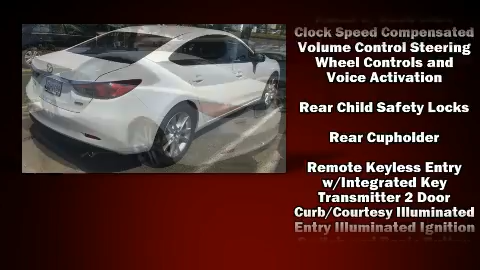 Clock Speed Compensated
Volume Control Steering
Wheel Controls and
Voice Activation
Rear Child Safety Locks
Rear Cupholder
Remote Keyless Entry
w/Integrated Key
Transmitter 2 Door
Curb/Courtesy Illuminated
Entry Illuminated Ignition